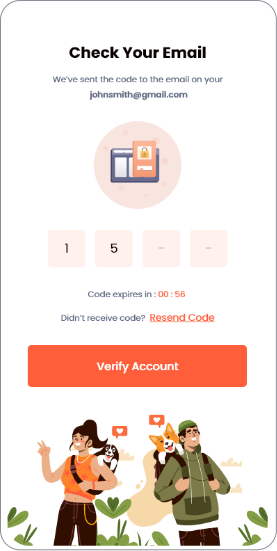 Check Your Email
We've sent the code to the email on your
johnsmith@gmail.com
1 5 - -
Code expires in : 00 : 56
Didn't receive code? Resend Code
Verify Account